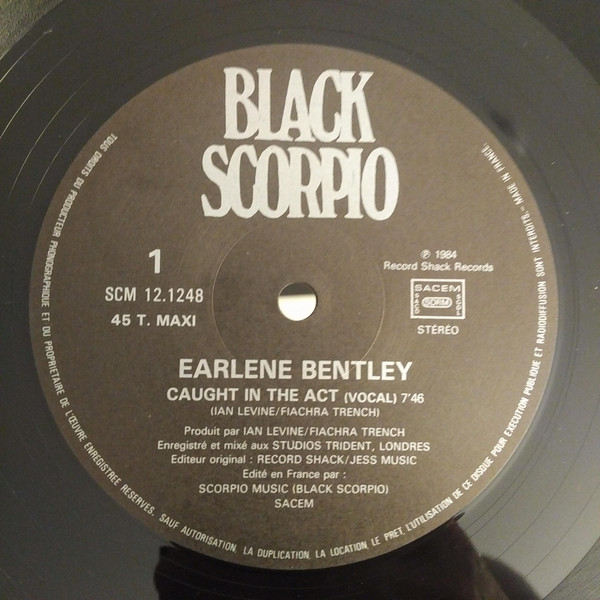 BLACK
SCORPIO
1
SCM 12.1248
45 T. MAXI
℗ 1984
Record Shack Records
SACEM
SACD
SDRM
SGDL
STÉRÉO
EARLENE BENTLEY
CAUGHT IN THE ACT (VOCAL) 7'46
(IAN LEVINE/FIACHRA TRENCH)
Produit par IAN LEVINE/FIACHRA TRENCH
Enregistré et mixé aux STUDIOS TRIDENT, LONDRES
Editeur original : RECORD SHACK/JESS MUSIC
Edité en France par :
SCORPIO MUSIC (BLACK SCORPIO)
SACEM
TOUS DROITS DU PRODUCTEUR PHONOGRAPHIQUE ET DU PROPRIETAIRE DE L'ŒUVRE ENREGISTREE RESERVES. SAUF AUTORISATION, LA DUPLICATION, LA LOCATION, LE PRET, L'UTILISATION DE CE DISQUE POUR EXECUTION PUBLIQUE ET RADIODIFFUSION SONT INTERDITS. - MADE IN FRANCE